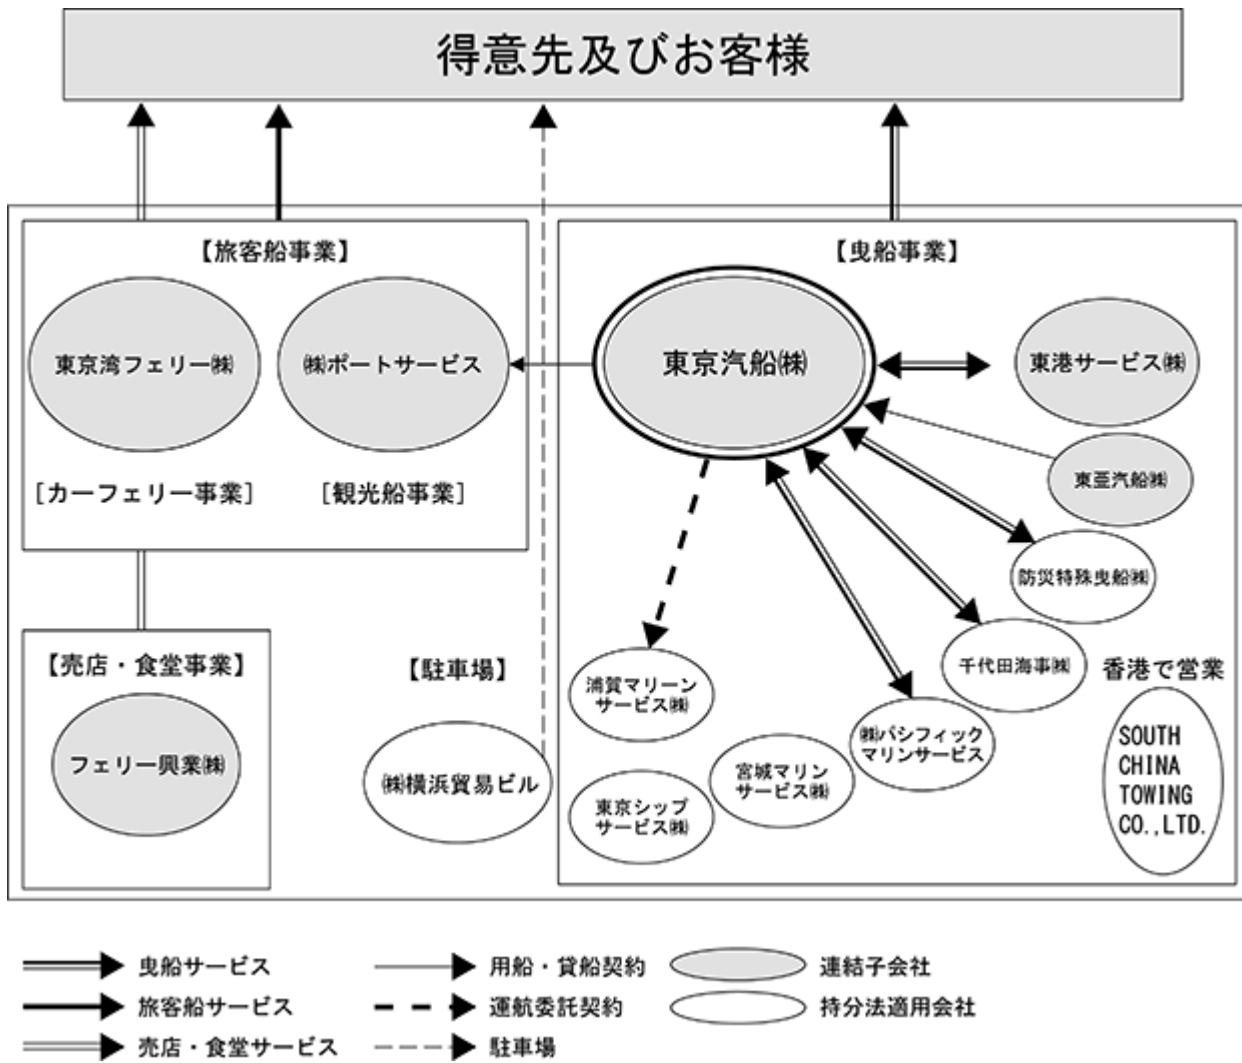 得意先及びお客様
【旅客船事業】
東京湾フェリー㈱
㈱ポートサービス
［カーフェリー事業］
［観光船事業］
【曳船事業】
東京汽船㈱
東港サービス㈱
東亜汽船㈱
防災特殊曳船㈱
千代田海事㈱
㈱パシフィック
マリンサービス
宮城マリン
サービス㈱
浦賀マリーン
サービス㈱
東京シップ
サービス㈱
香港で営業
SOUTH
CHINA
TOWING
CO.,LTD.
【売店・食堂事業】
フェリー興業㈱
【駐車場】
㈱横浜貿易ビル
曳船サービス
旅客船サービス
売店・食堂サービス
用船・貸船契約
運航委託契約
駐車場
連結子会社
持分法適用会社